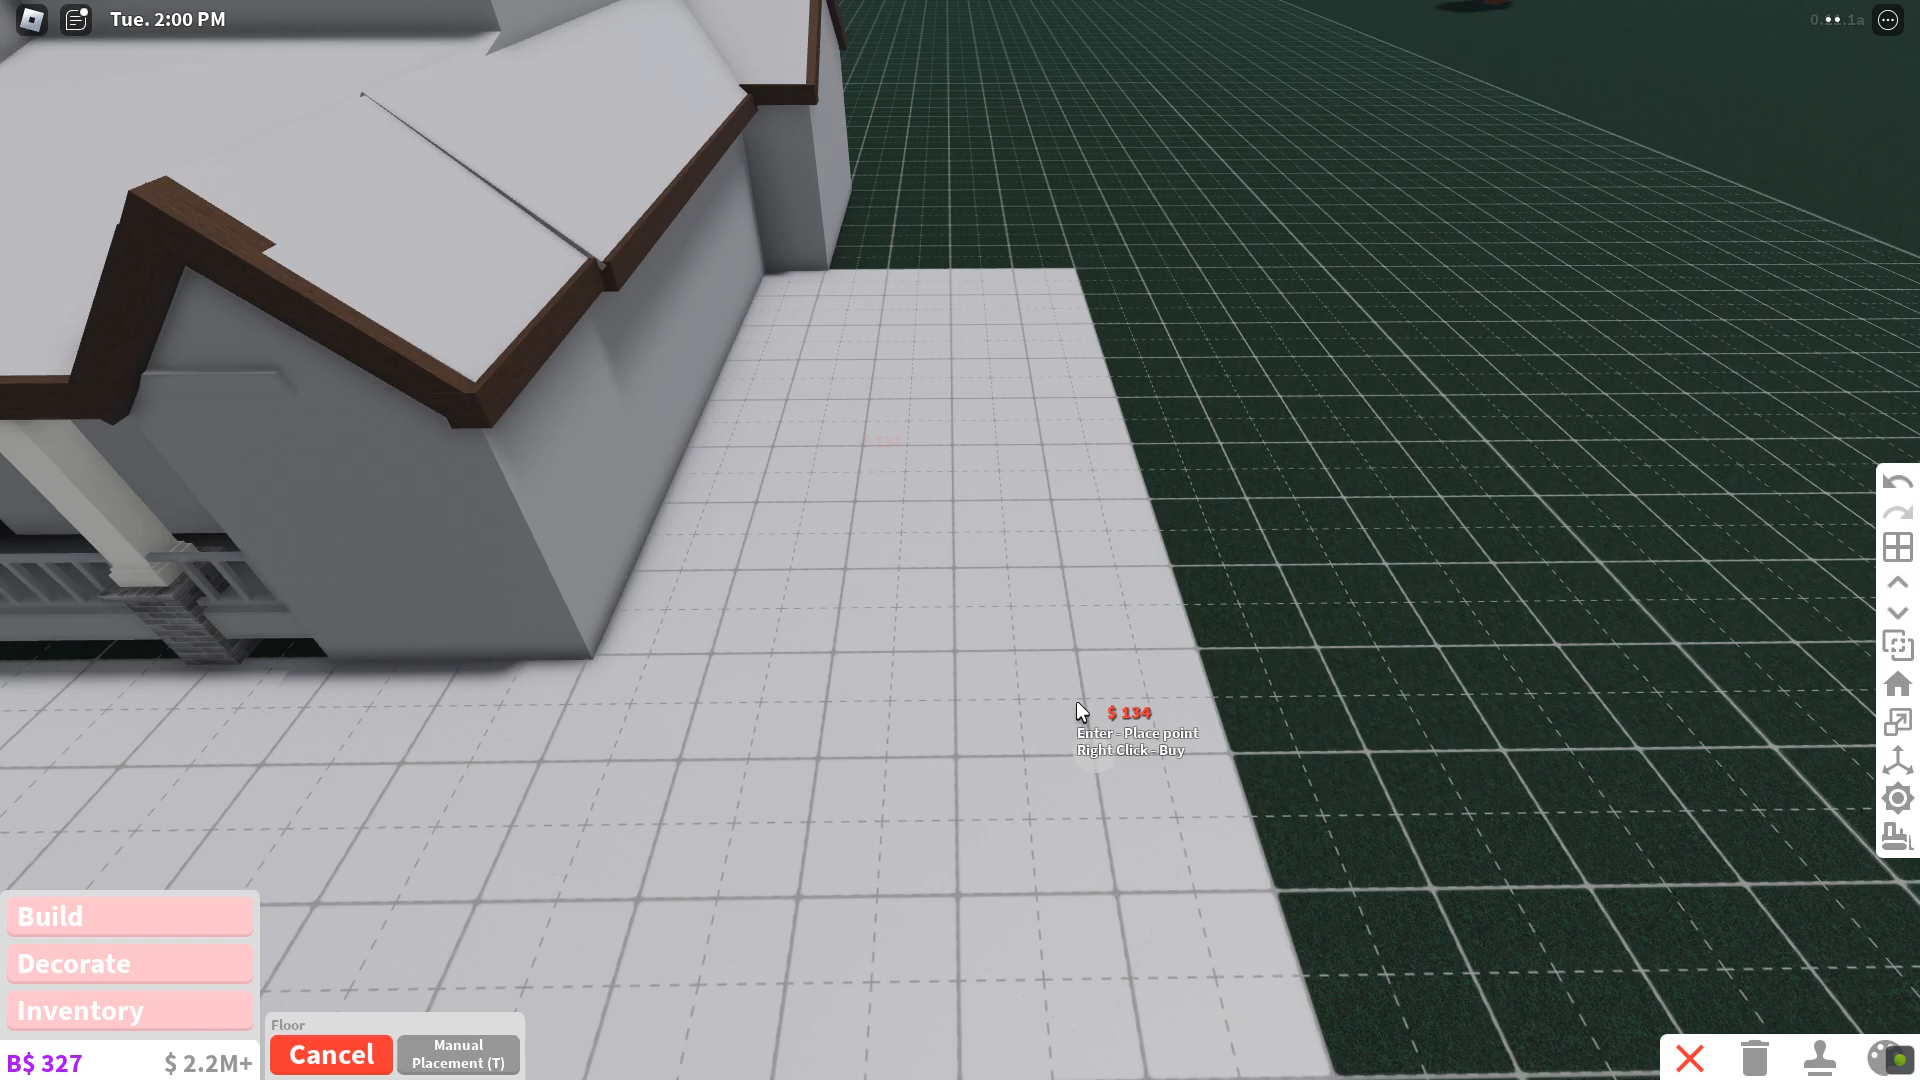 Tue. 2:00 PM
$ 134
Enter - Place point
Right Click - Buy
Build
Decorate
Inventory
B$ 327
$ 2.2M+
Floor
Cancel
Manual
Placement (T)